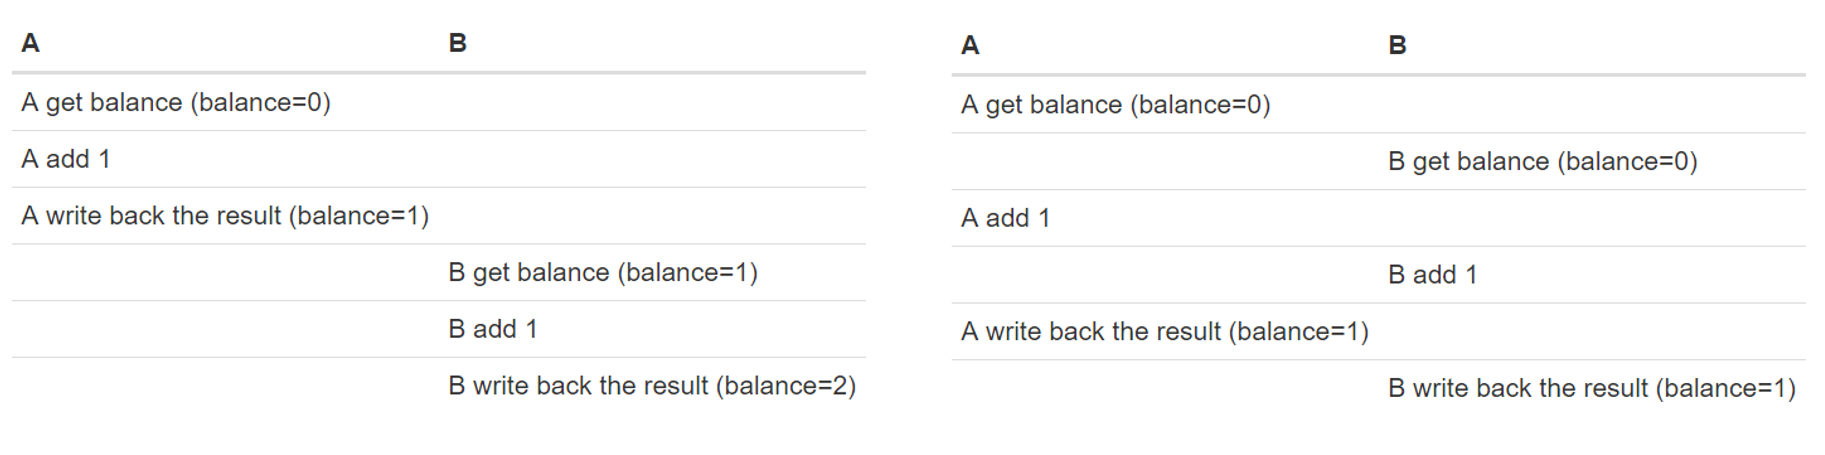 A B
A get balance (balance=0)
A add 1
A write back the result (balance=1)
B get balance (balance=1)
B add 1
B write back the result (balance=2)
A B
A get balance (balance=0)
B get balance (balance=0)
A add 1
B add 1
A write back the result (balance=1)
B write back the result (balance=1)